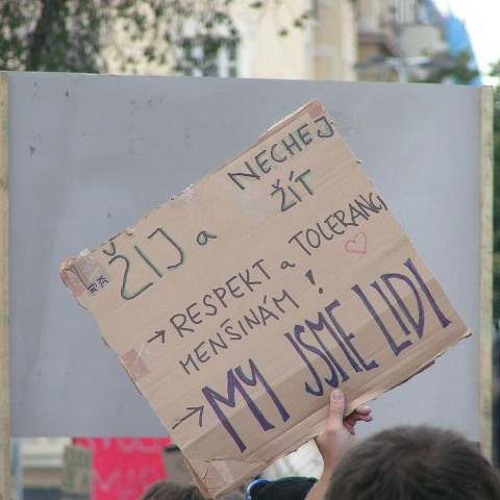 ŽIJ a NECHEJ
ŽÍT
→ RESPEKT a TOLERANCI
MENŠINÁM !
→ MY JSME LIDI